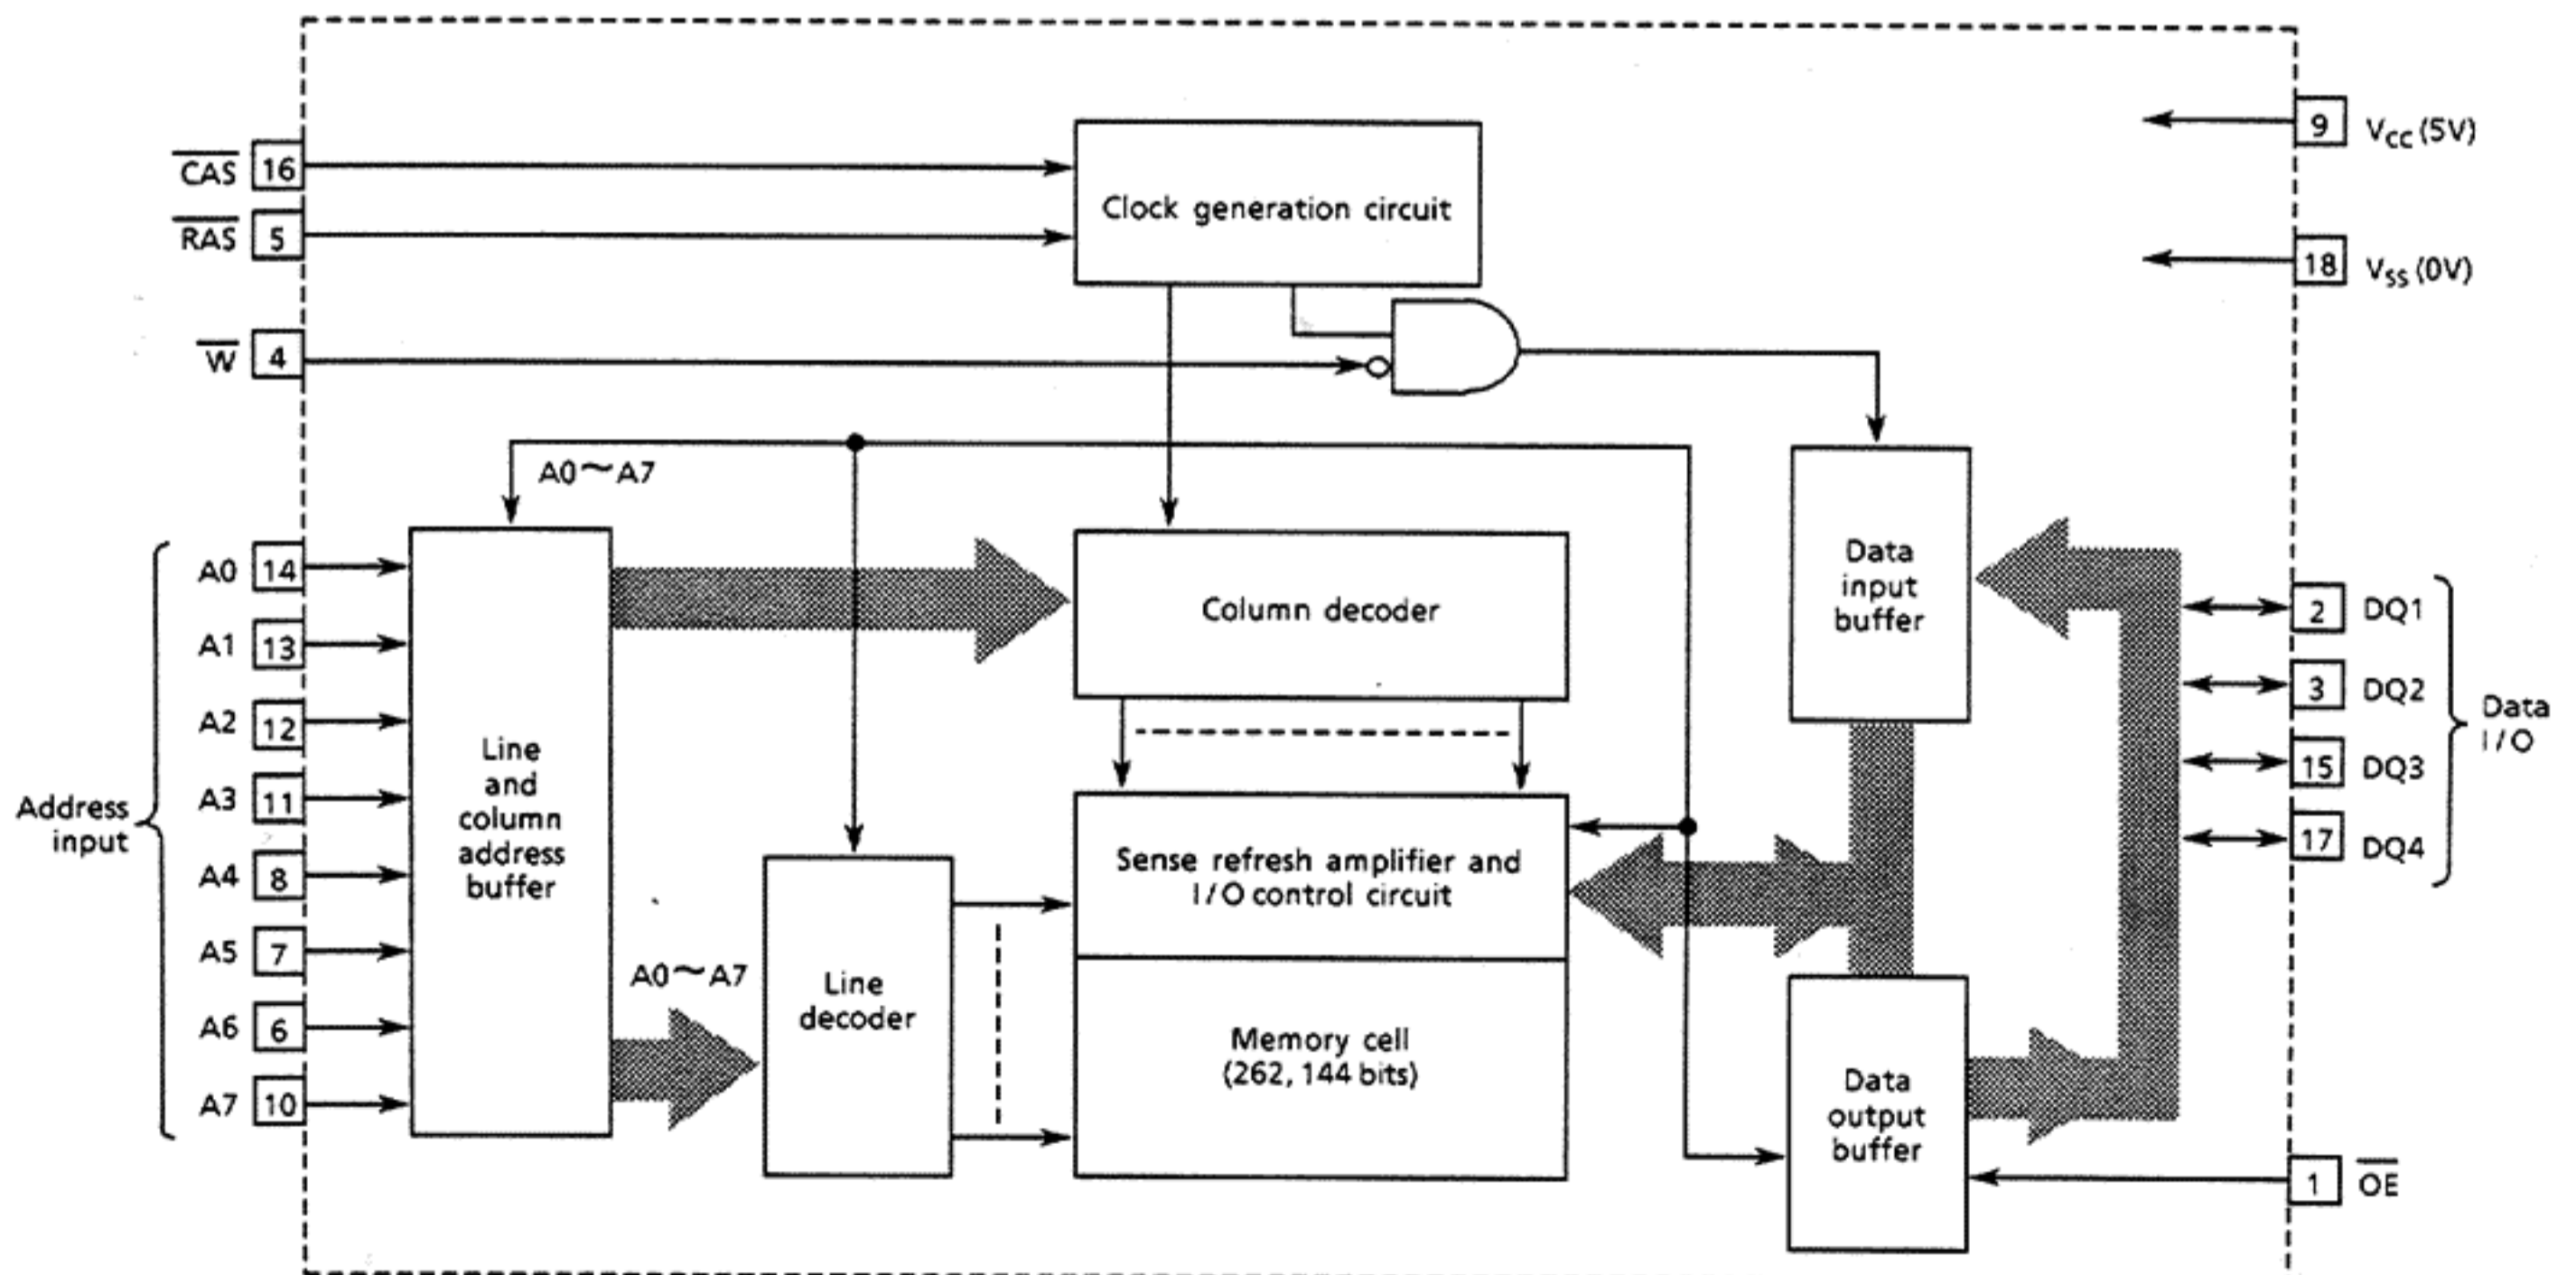 CAS 16
RAS 5
W 4
Clock generation circuit
9 VCC (5V)
18 VSS (0V)
A0~A7
Address
input
A0 14
A1 13
A2 12
A3 11
A4 8
A5 7
A6 6
A7 10
Line
and
column
address
buffer
A0~A7
Line
decoder
Column decoder
Sense refresh amplifier and
I/O control circuit
Memory cell
(262, 144 bits)
Data
input
buffer
Data
output
buffer
2 DQ1
3 DQ2
15 DQ3
17 DQ4
Data
I/O
1 OE